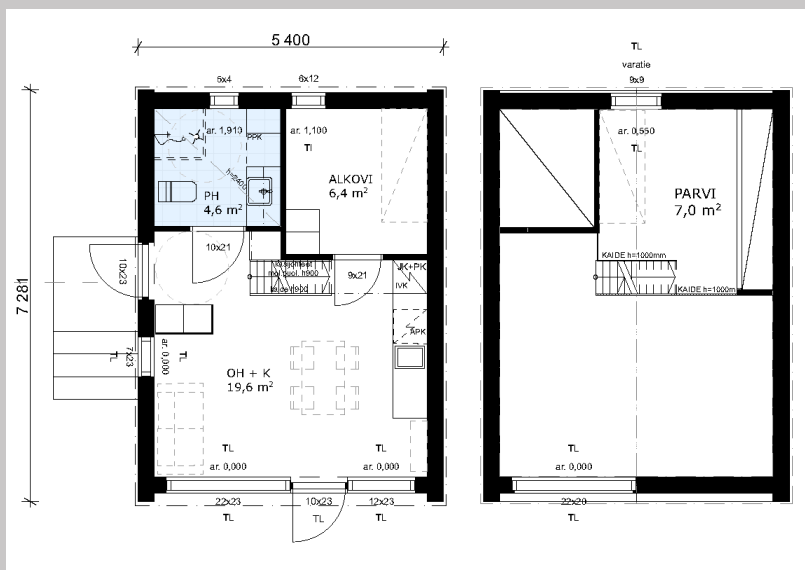 5 400
5x4
6x12
ar. 1,910
PPK
ar. 1,100
TL
h=2400
ALKOVI
6,4 m²
PH
4,6 m²
10x21
10x23
9x21
JK+PK
IVK
7 281
APK
7x23
TL
TL
ar. 0,000
OH + K
19,6 m²
TL
TL
ar. 0,000
ar. 0,000
22x23
10x23
12x23
TL
TL
TL
TL
varatie
9x9
ar. 0,550
TL
PARVI
7,0 m²
KAIDE h=1000mm
KAIDE h=1000m
TL
ar. 0,000
22x20
TL